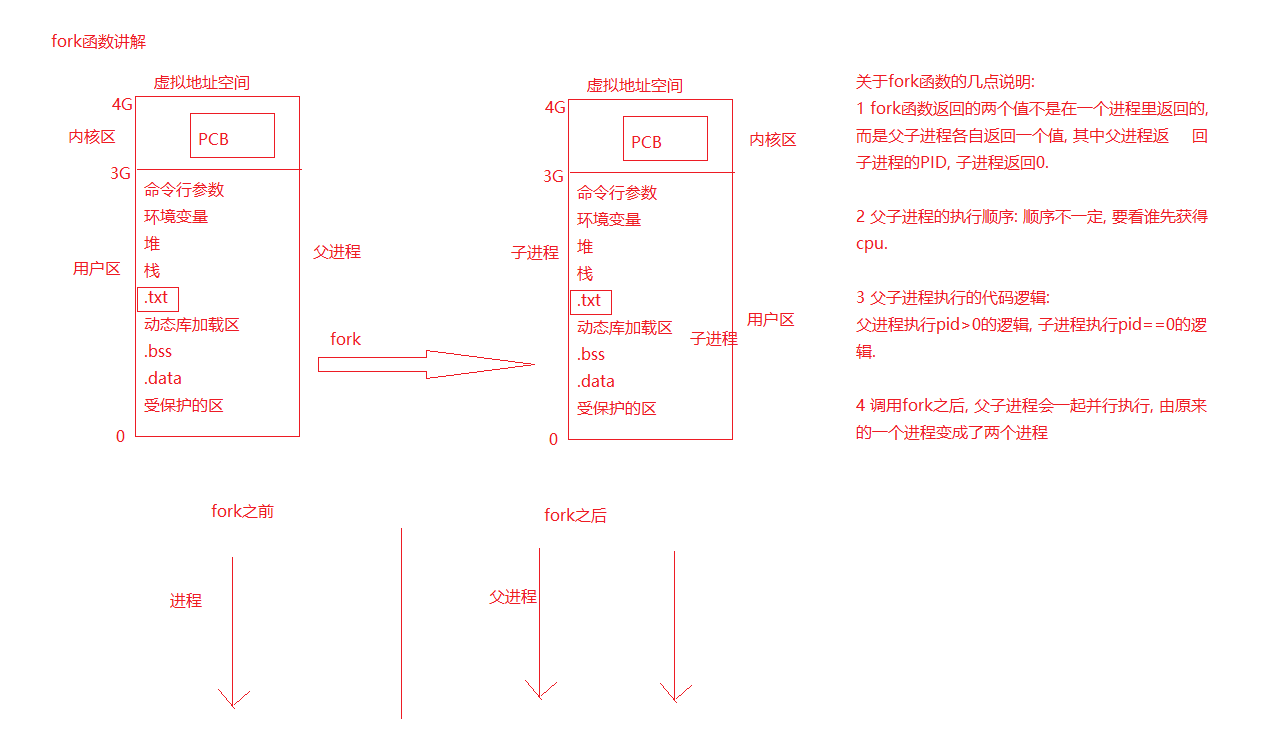 fork函数讲解
虚拟地址空间
4G
内核区
PCB
3G
命令行参数
环境变量
堆
用户区
栈
.txt
动态库加载区
.bss
.data
受保护的区
0
父进程
fork
虚拟地址空间
4G
PCB
内核区
3G
命令行参数
环境变量
堆
子进程
栈
.txt
动态库加载区
用户区
子进程
.bss
.data
受保护的区
0
关于fork函数的几点说明:
1 fork函数返回的两个值不是在一个进程里返回的,
而是父子进程各自返回一个值, 其中父进程返 回
子进程的PID, 子进程返回0.
2 父子进程的执行顺序: 顺序不一定, 要看谁先获得
cpu.
3 父子进程执行的代码逻辑:
父进程执行pid>0的逻辑, 子进程执行pid==0的逻
辑.
4 调用fork之后, 父子进程会一起并行执行, 由原来
的一个进程变成了两个进程
fork之前
进程
fork之后
父进程